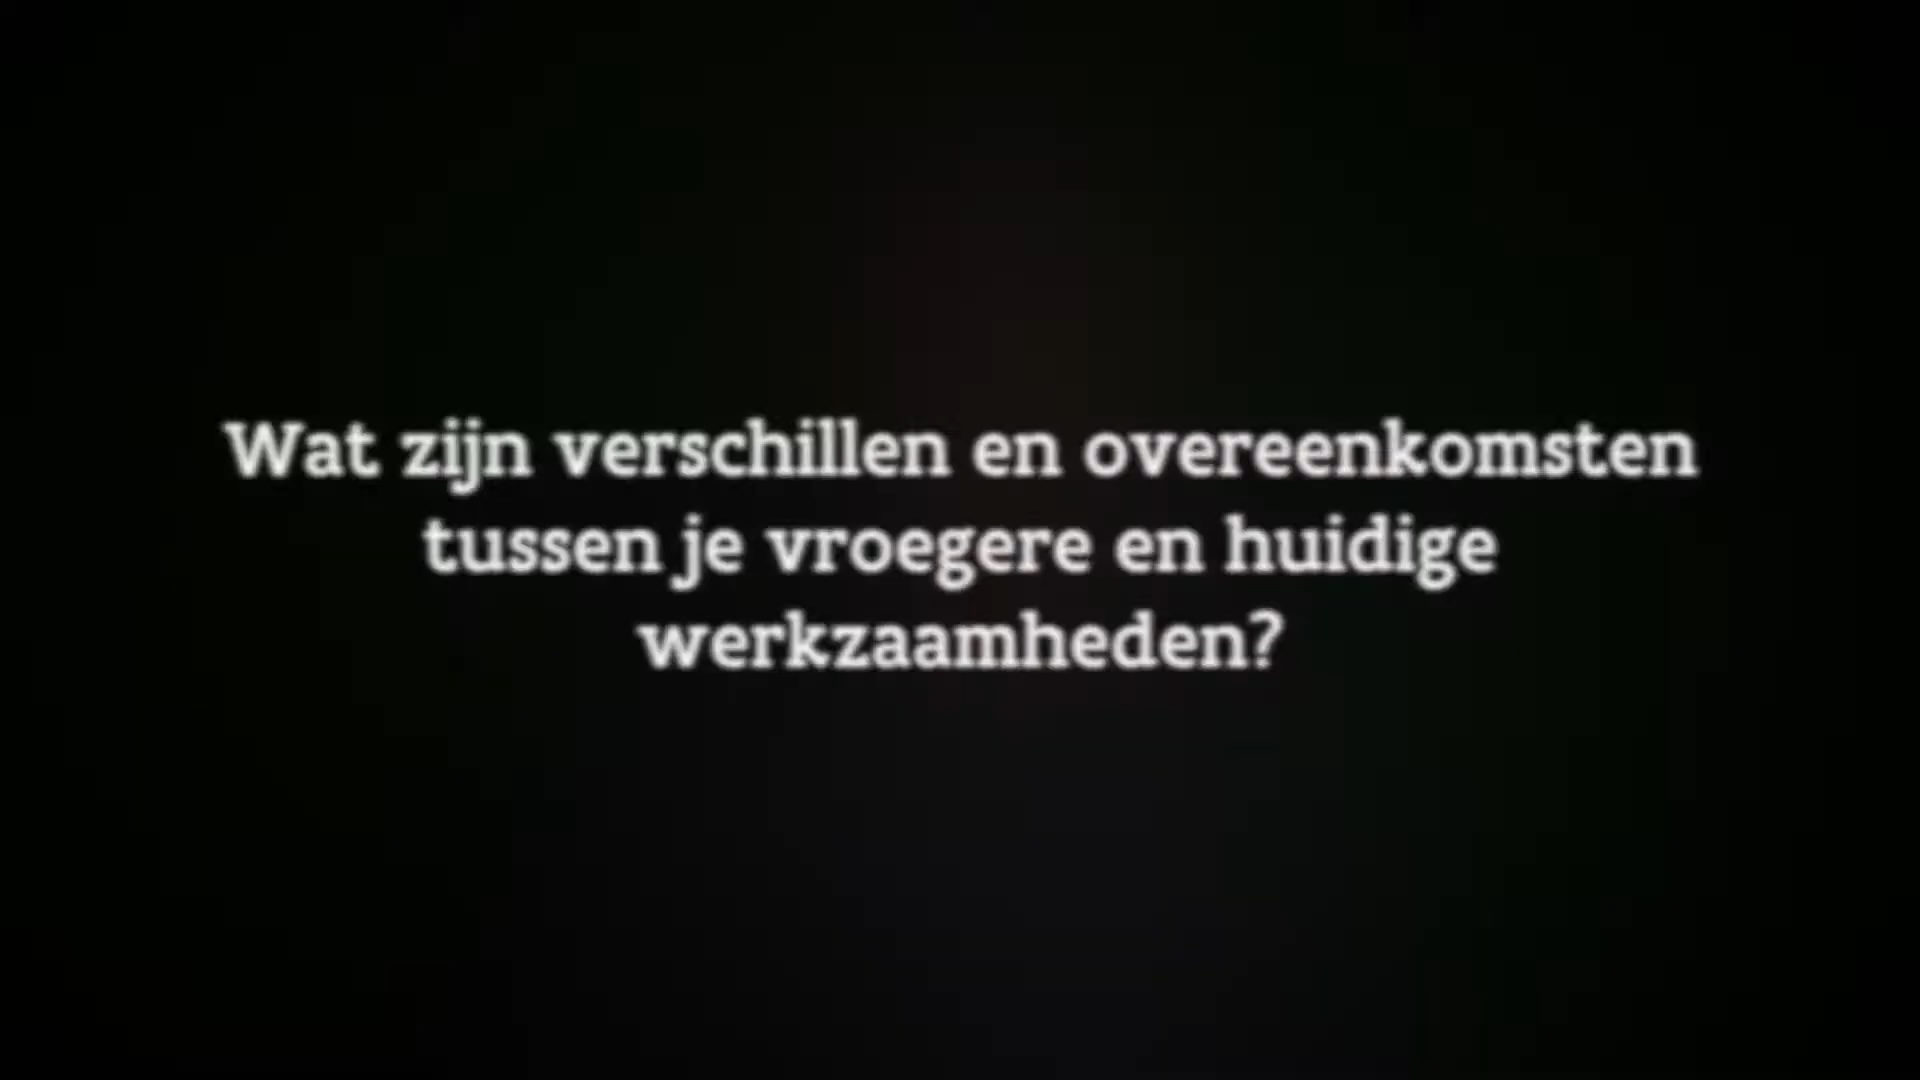 Wat zijn verschillen en overeenkomsten
tussen je vroegere en huidige
werkzaamheden?